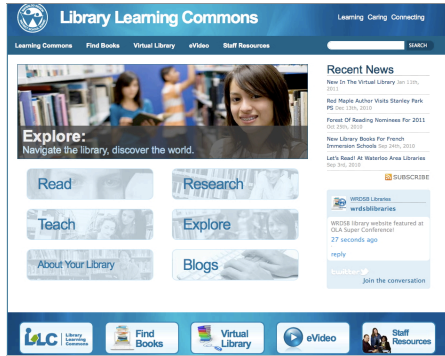 Library Learning Commons
Learning Caring Connecting
Learning Commons Find Books Virtual Library eVideo Staff Resources
SEARCH
Explore:
Navigate the library, discover the world.
Read
Research
Teach
Explore
About Your Library
Blogs
Recent News
New In The Virtual Library Jan 11th,
2011
Red Maple Author Visits Stanley Park
PS Dec 13th, 2010
Forest Of Reading Nominees For 2011
Oct 29th, 2010
New Library Books For French
Immersion Schools Sep 24th, 2010
Let's Read! At Waterloo Area Libraries
Sep 3rd, 2010
SUBSCRIBE
WRDSB Libraries
wrdsblibraries
WRDSB library website featured at
OLA Super Conference!
27 seconds ago
reply
twitter
Join the conversation
LLC
Library
Learning
Commons
Find
Books
Virtual
Library
eVideo
Staff
Resources